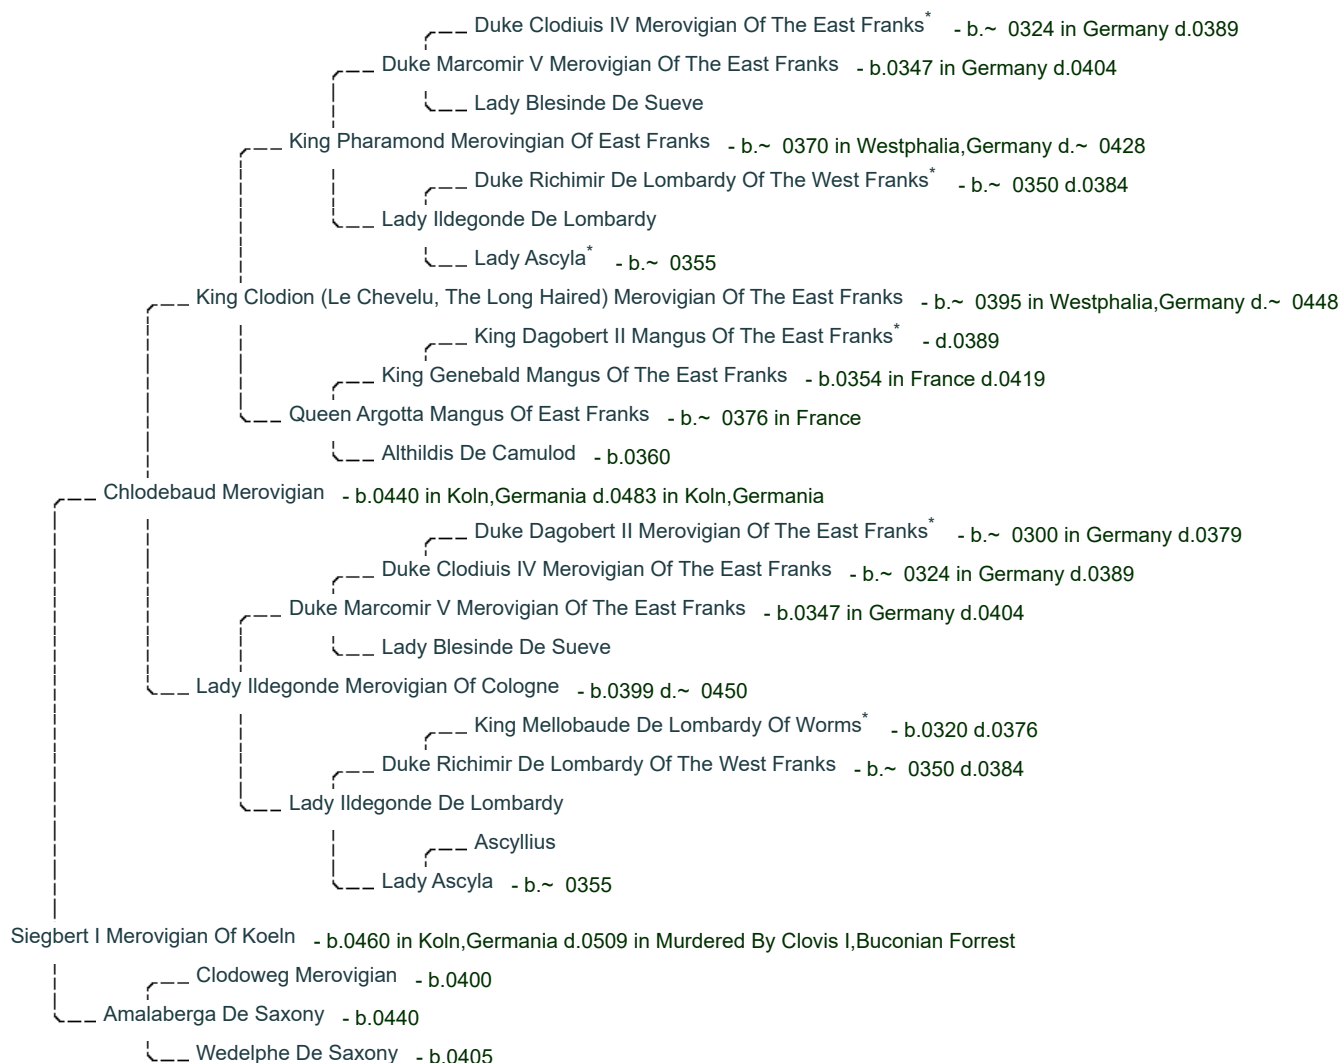 Duke Clodiuis IV Merovigian Of The East Franks* - b.~ 0324 in Germany d.0389
Duke Marcomir V Merovigian Of The East Franks - b.0347 in Germany d.0404
Lady Blesinde De Sueve
King Pharamond Merovingian Of East Franks - b.~ 0370 in Westphalia,Germany d.~ 0428
Duke Richimir De Lombardy Of The West Franks* - b.~ 0350 d.0384
Lady Ildegonde De Lombardy
Lady Ascyla* - b.~ 0355
King Clodion (Le Chevelu, The Long Haired) Merovigian Of The East Franks - b.~ 0395 in Westphalia,Germany d.~ 0448
King Dagobert II Mangus Of The East Franks* - d.0389
King Genebald Mangus Of The East Franks - b.0354 in France d.0419
Queen Argotta Mangus Of East Franks - b.~ 0376 in France
Althildis De Camulod - b.0360
Chlodebaud Merovigian - b.0440 in Koln,Germania d.0483 in Koln,Germania
Duke Dagobert II Merovigian Of The East Franks* - b.~ 0300 in Germany d.0379
Duke Clodiuis IV Merovigian Of The East Franks - b.~ 0324 in Germany d.0389
Duke Marcomir V Merovigian Of The East Franks - b.0347 in Germany d.0404
Lady Blesinde De Sueve
Lady Ildegonde Merovigian Of Cologne - b.0399 d.~ 0450
King Mellobaude De Lombardy Of Worms* - b.0320 d.0376
Duke Richimir De Lombardy Of The West Franks - b.~ 0350 d.0384
Lady Ildegonde De Lombardy
Ascyllius
Lady Ascyla - b.~ 0355
Siegbert I Merovigian Of Koeln - b.0460 in Koln,Germania d.0509 in Murdered By Clovis I,Buconian Forrest
Clodoweg Merovigian - b.0400
Amalaberga De Saxony - b.0440
Wedelphe De Saxony - b.0405